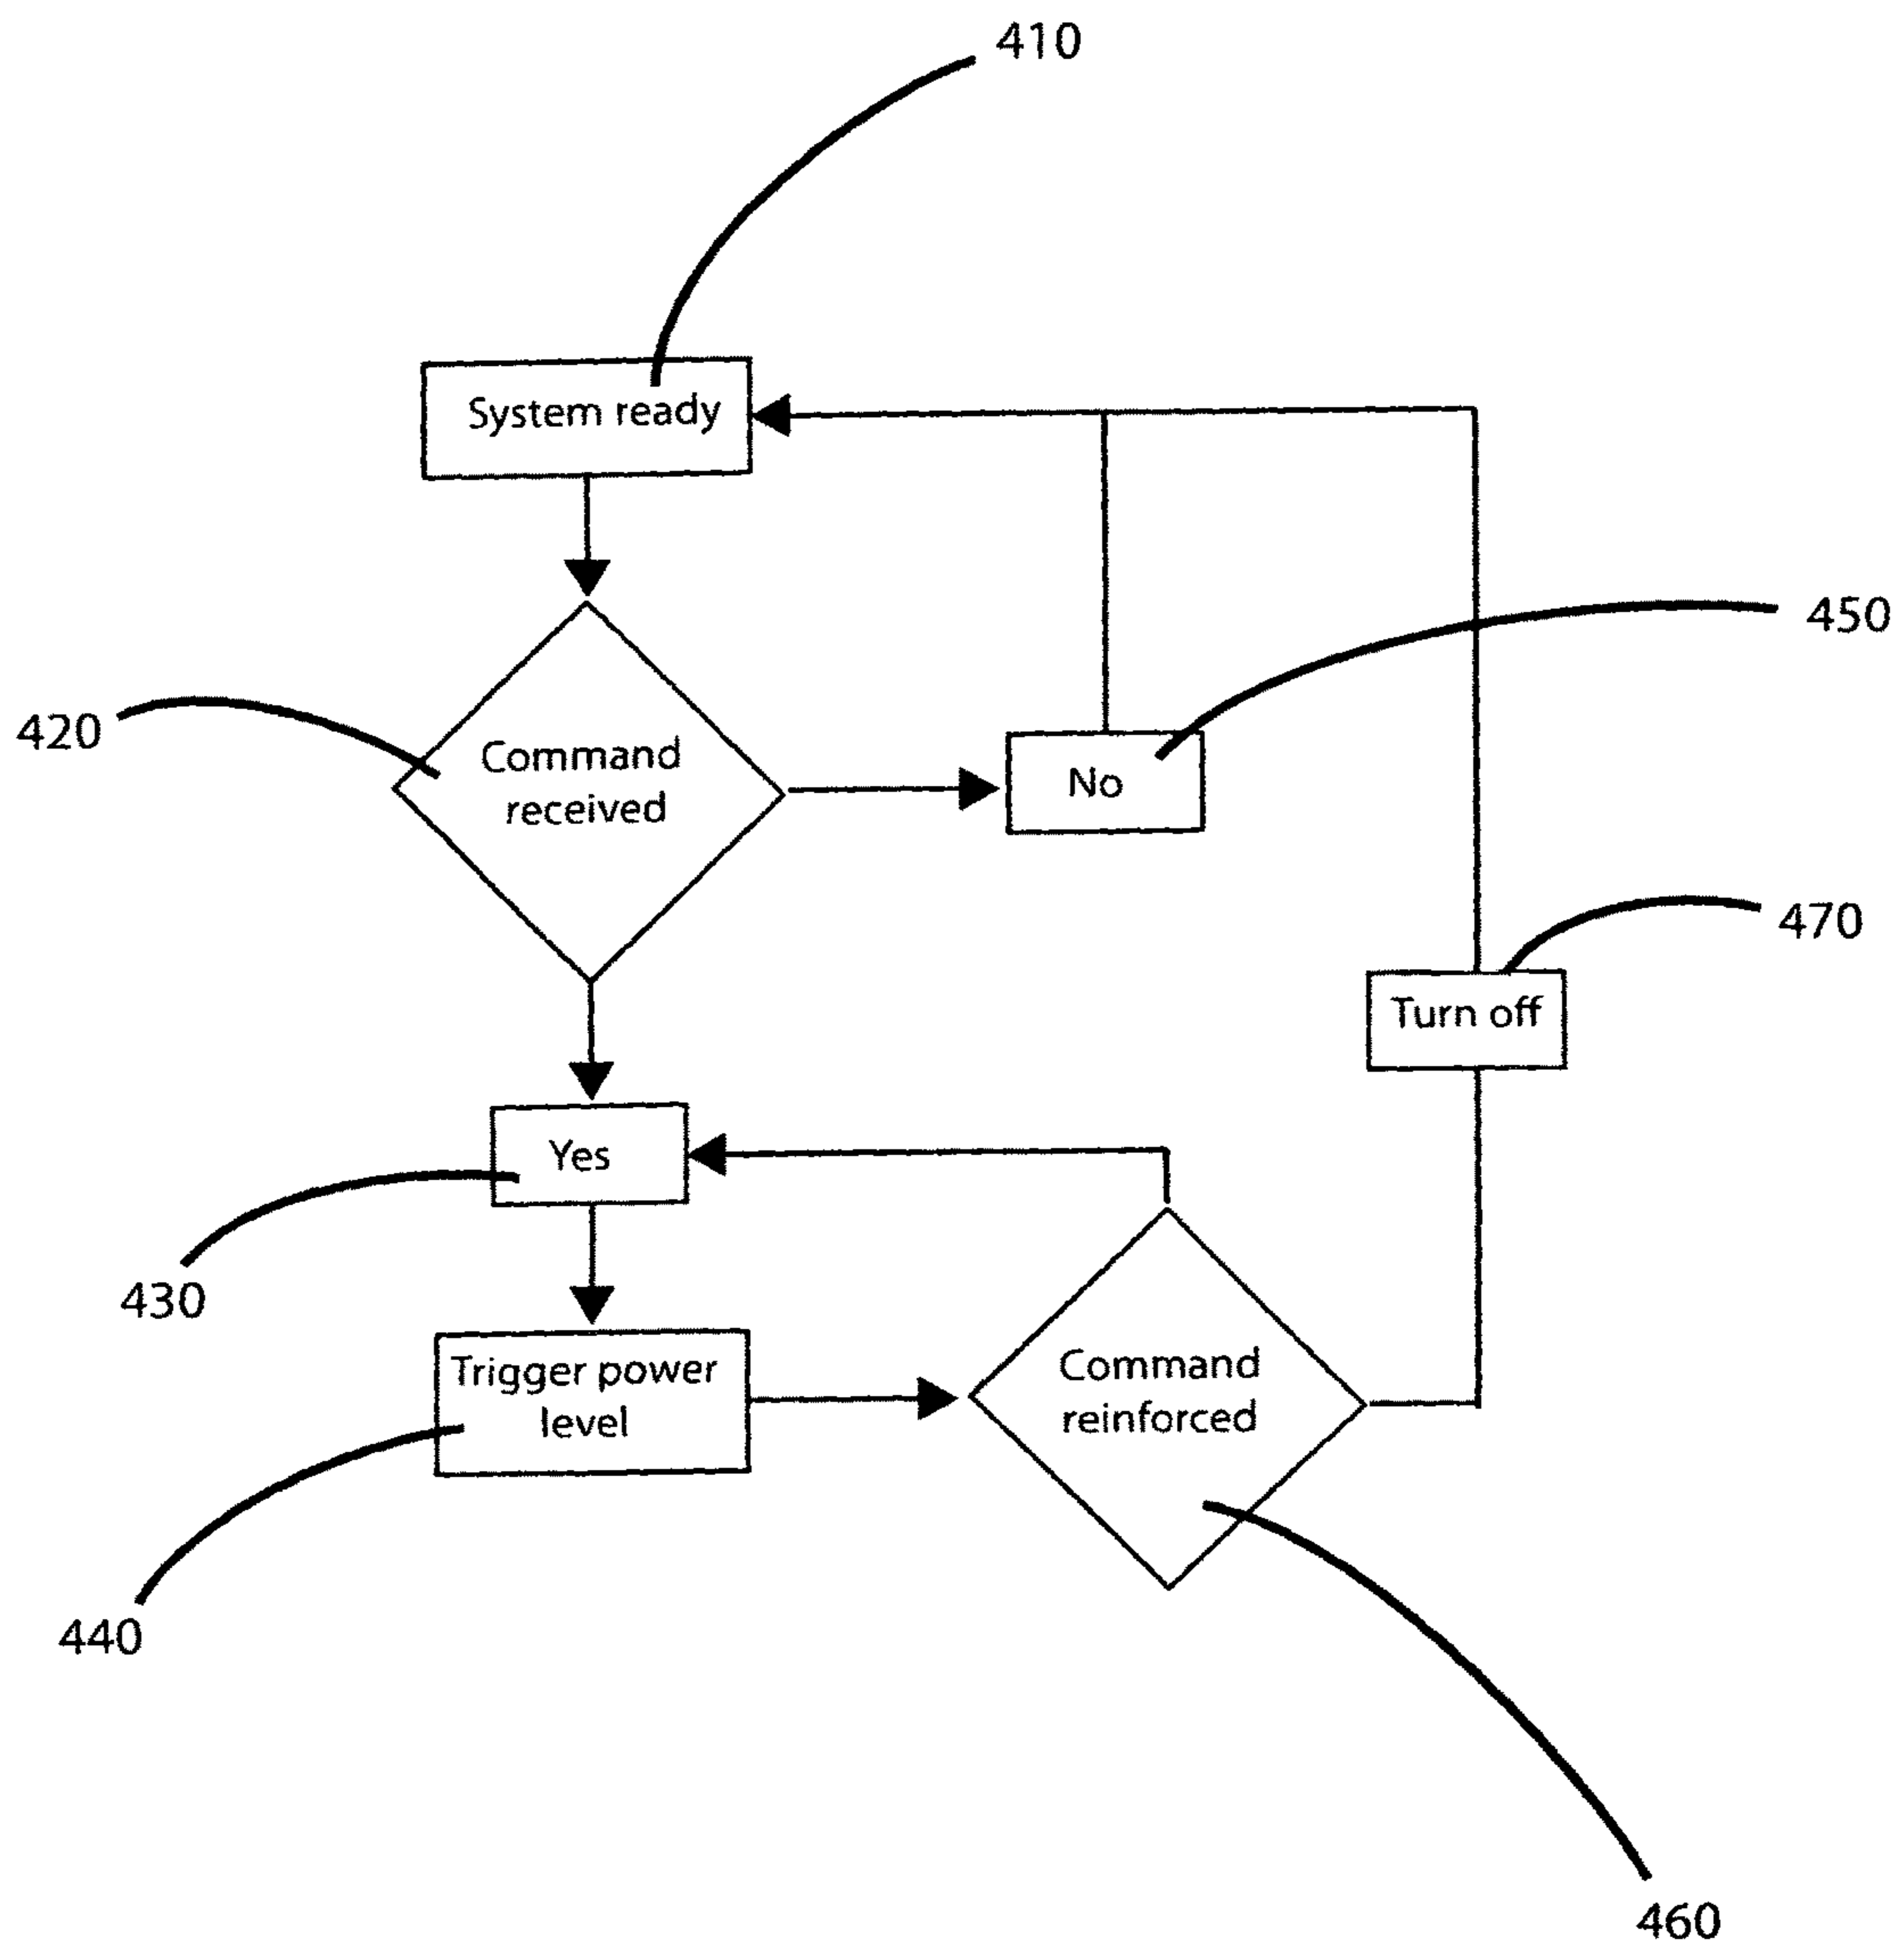 410
System ready
450
420
Command
received
No
470
Turn off
Yes
430
Trigger power
level
Command
reinforced
440
460